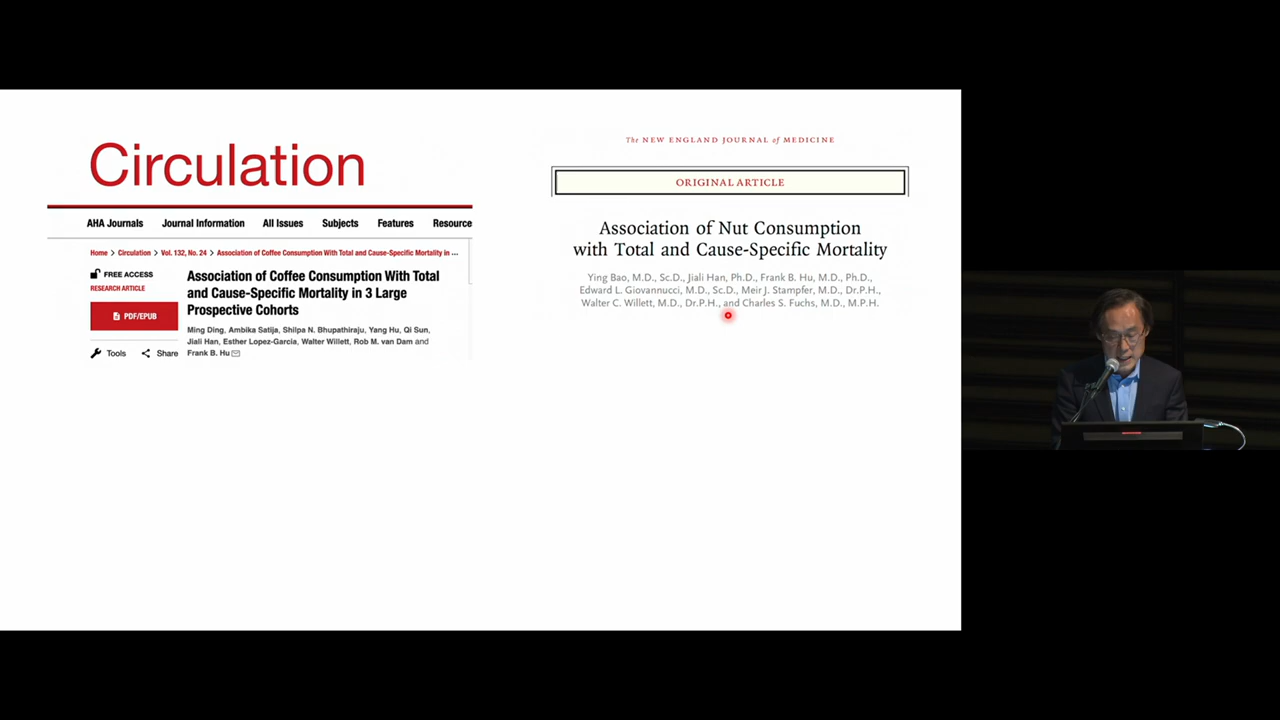 Circulation
AHA Journals Journal Information All Issues Subjects Features Resource
Home > Circulation > Vol. 132, No. 24 > Association of Coffee Consumption With Total and Cause-Specific Mortality in ...
FREE ACCESS
RESEARCH ARTICLE
PDF/EPUB
Tools Share
Association of Coffee Consumption With Total
and Cause-Specific Mortality in 3 Large
Prospective Cohorts
Ming Ding, Ambika Satija, Shilpa N. Bhupathiraju, Yang Hu, Qi Sun,
Jiali Han, Esther Lopez-Garcia, Walter Willett, Rob M. van Dam and
Frank B. Hu
The NEW ENGLAND JOURNAL of MEDICINE
ORIGINAL ARTICLE
Association of Nut Consumption
with Total and Cause-Specific Mortality
Ying Bao, M.D., Sc.D., Jiali Han, Ph.D., Frank B. Hu, M.D., Ph.D.,
Edward L. Giovannucci, M.D., Sc.D., Meir J. Stampfer, M.D., Dr.P.H.,
Walter C. Willett, M.D., Dr.P.H., and Charles S. Fuchs, M.D., M.P.H.